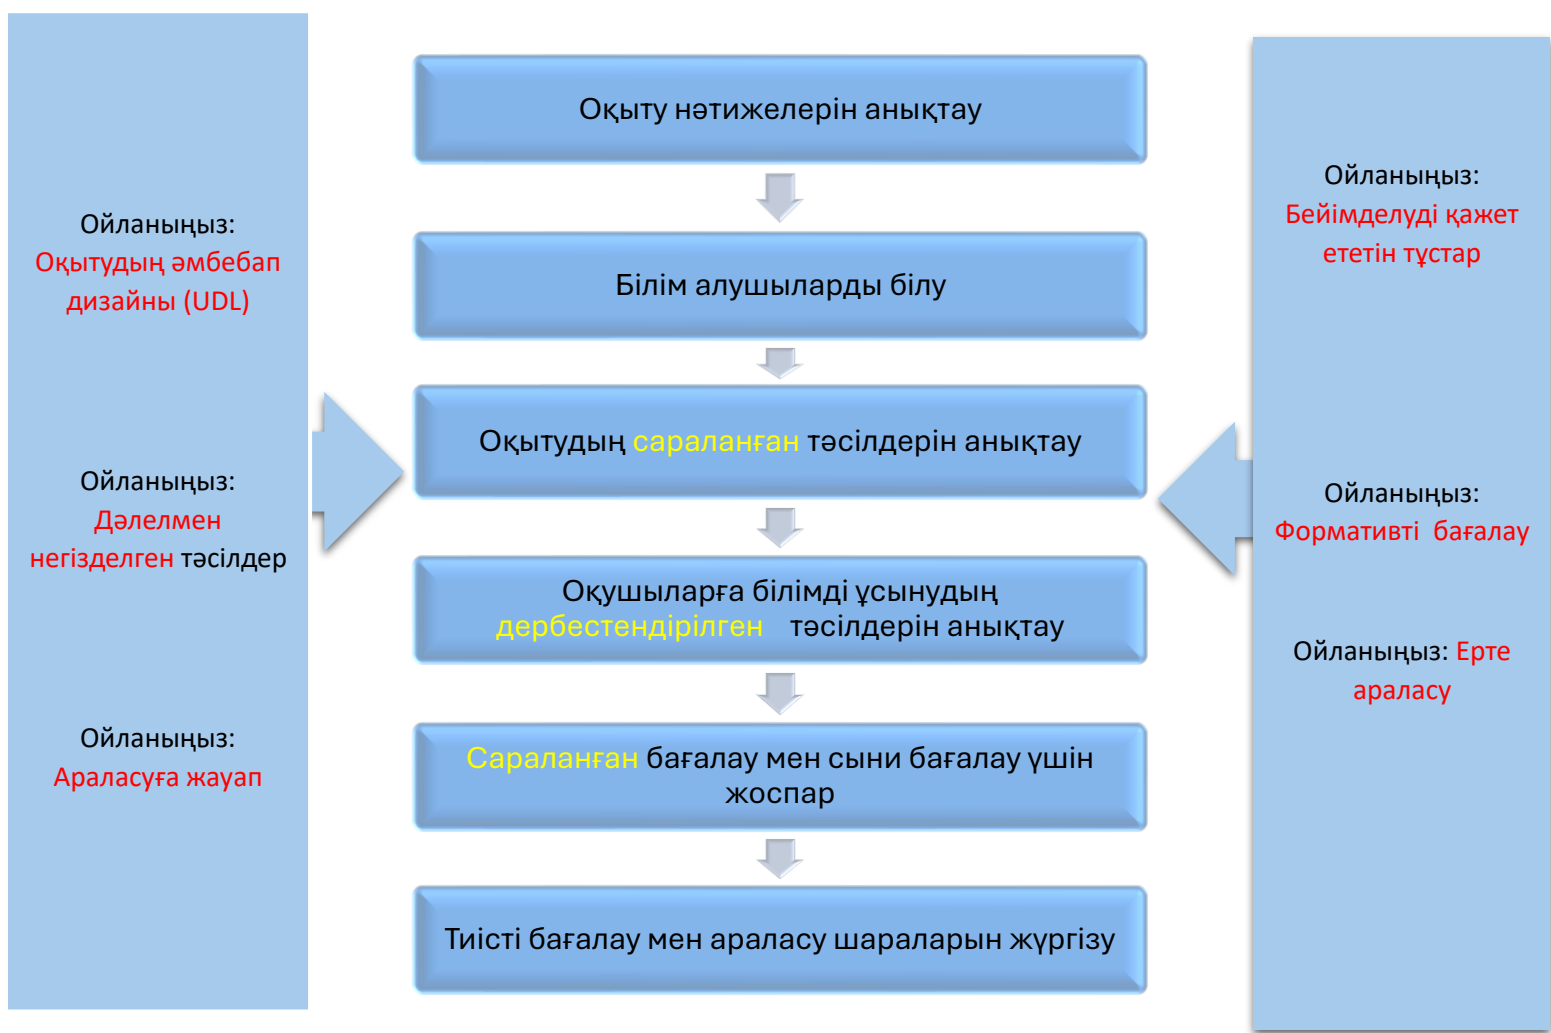 Ойланыңыз:
Оқытудың әмбебап
дизайны (UDL)
Ойланыңыз:
Дәлелмен
негізделген тәсілдер
Ойланыңыз:
Араласуға жауап
Оқыту нәтижелерін анықтау
Білім алушыларды білу
Оқытудың сараланған тәсілдерін анықтау
Оқушыларға білімді ұсынудың
дербестендірілген тәсілдерін анықтау
Сараланған бағалау мен сыни бағалау үшін
жоспар
Тиісті бағалау мен араласу шараларын жүргізу
Ойланыңыз:
Бейімделуді қажет
ететін тұстар
Ойланыңыз:
Формативті бағалау
Ойланыңыз: Ерте
араласу